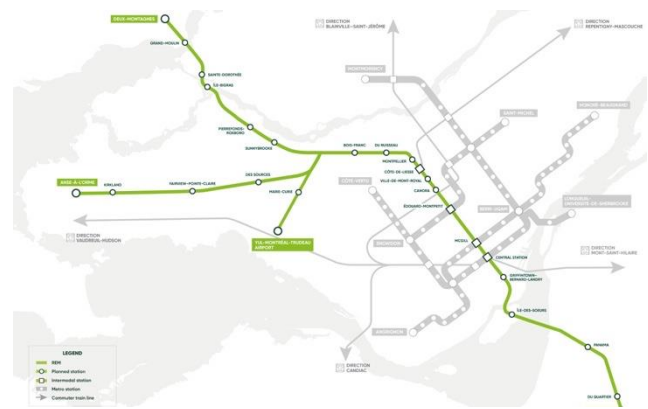 DEUX-MONTAGNES
GRAND-MOULIN
SAINTE-DOROTHÉE
ÎLE-BIGRAS
PIERREFONDS-
ROXBORO
SUNNYBROOKE
BOIS-FRANC
DU RUISSEAU
MONTPELLIER
CÔTE-DE-LIESSE
VILLE-DE-MONT-ROYAL
CANORA
ÉDOUARD-MONTPETIT
MCGILL
CENTRAL STATION
GRIFFINTOWN-
BERNARD-LANDRY
ÎLE-DES-SOEURS
PANAMA
DU QUARTIER
ANSE-À-L'ORME
KIRKLAND
FAIRVIEW-POINTE-CLAIRE
DES SOURCES
MARIE-CURIE
YUL-MONTRÉAL-TRUDEAU
AIRPORT
DIRECTION
BLAINVILLE-SAINT-JÉRÔME
DIRECTION
REPENTIGNY-MASCOUCHE
MONTMORENCY
SAINT-MICHEL
HONORÉ-BEAUGRAND
CÔTE-VERTU
SNOWDON
BERRI-UQAM
LONGUEUIL-
UNIVERSITÉ-DE-SHERBROOKE
ANGRIGNON
DIRECTION
VAUDREUIL-HUDSON
DIRECTION
MONT-SAINT-HILAIRE
DIRECTION
CANDIAC
LEGEND
REM
Planned station
Intermodal station
Metro station
Commuter train line